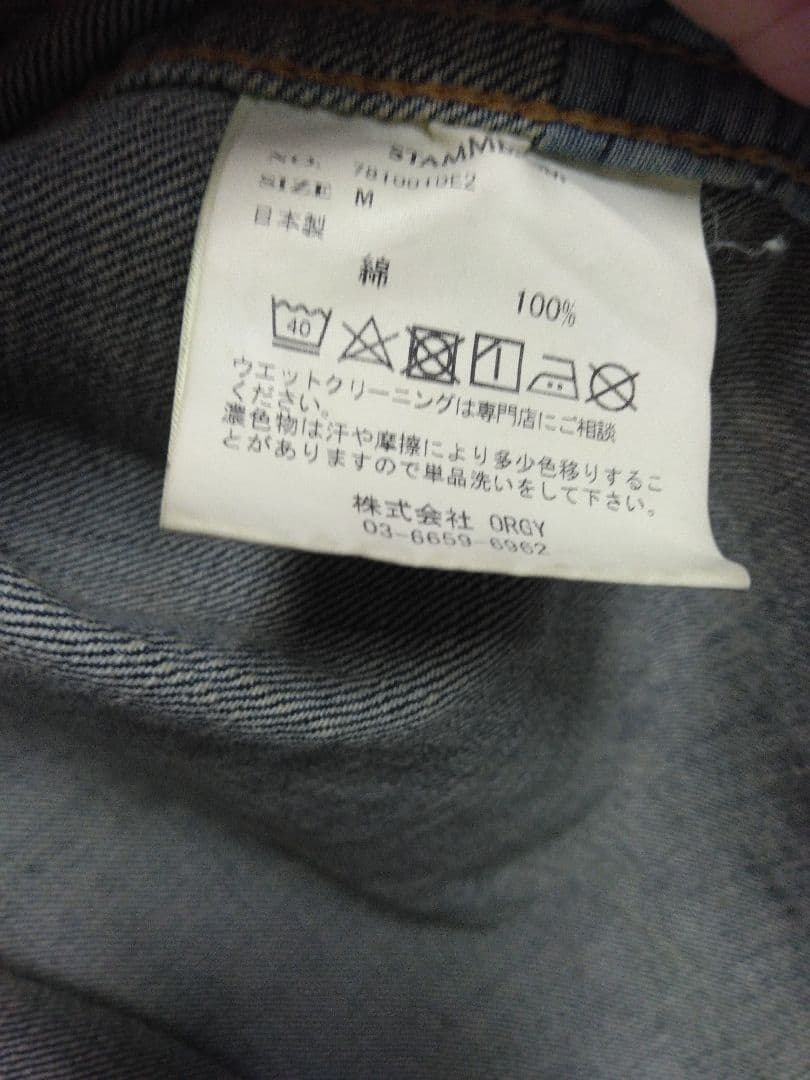 NO.
SIZE M
日本製
綿
100%
40
ウエットクリーニングは専門店にご相談
ください。
濃色物は汗や摩擦により多少色移りするこ
とがありますので単品洗いをして下さい。
株式会社 ORGY
03-6659-6962